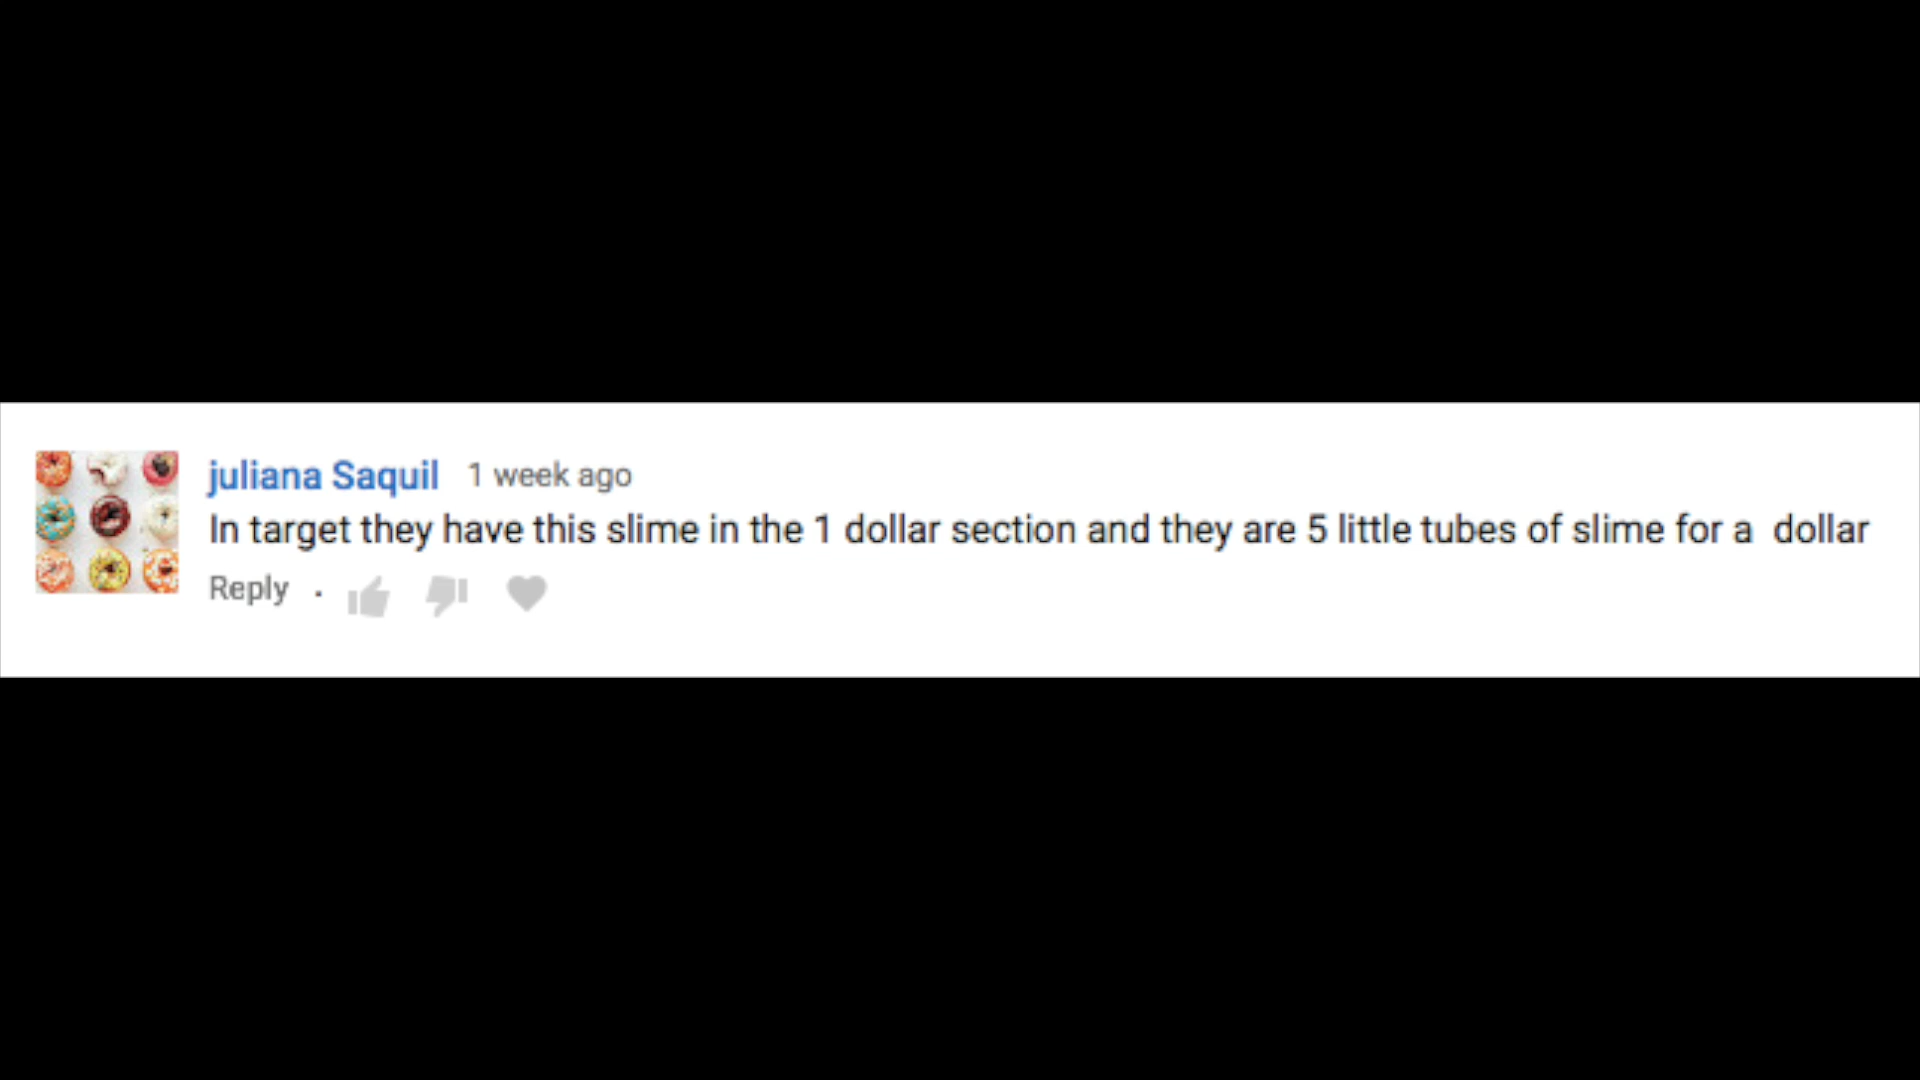 juliana Saquil 1 week ago
In target they have this slime in the 1 dollar section and they are 5 little tubes of slime for a  dollar
Reply .